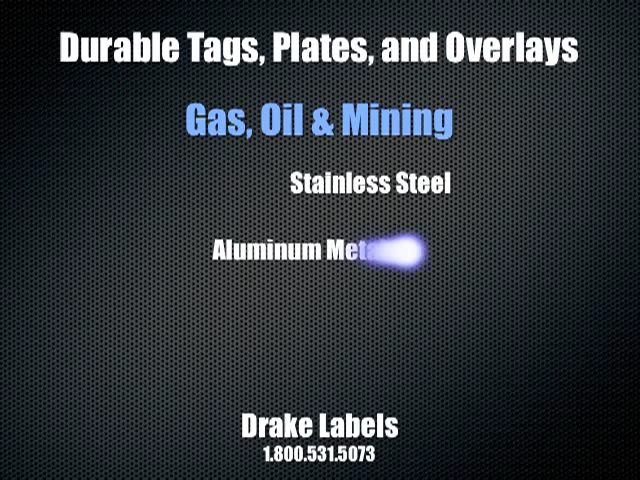 Durable Tags, Plates, and Overlays
Gas, Oil & Mining
Stainless Steel
Aluminum
Drake Labels
1.800.531.5073